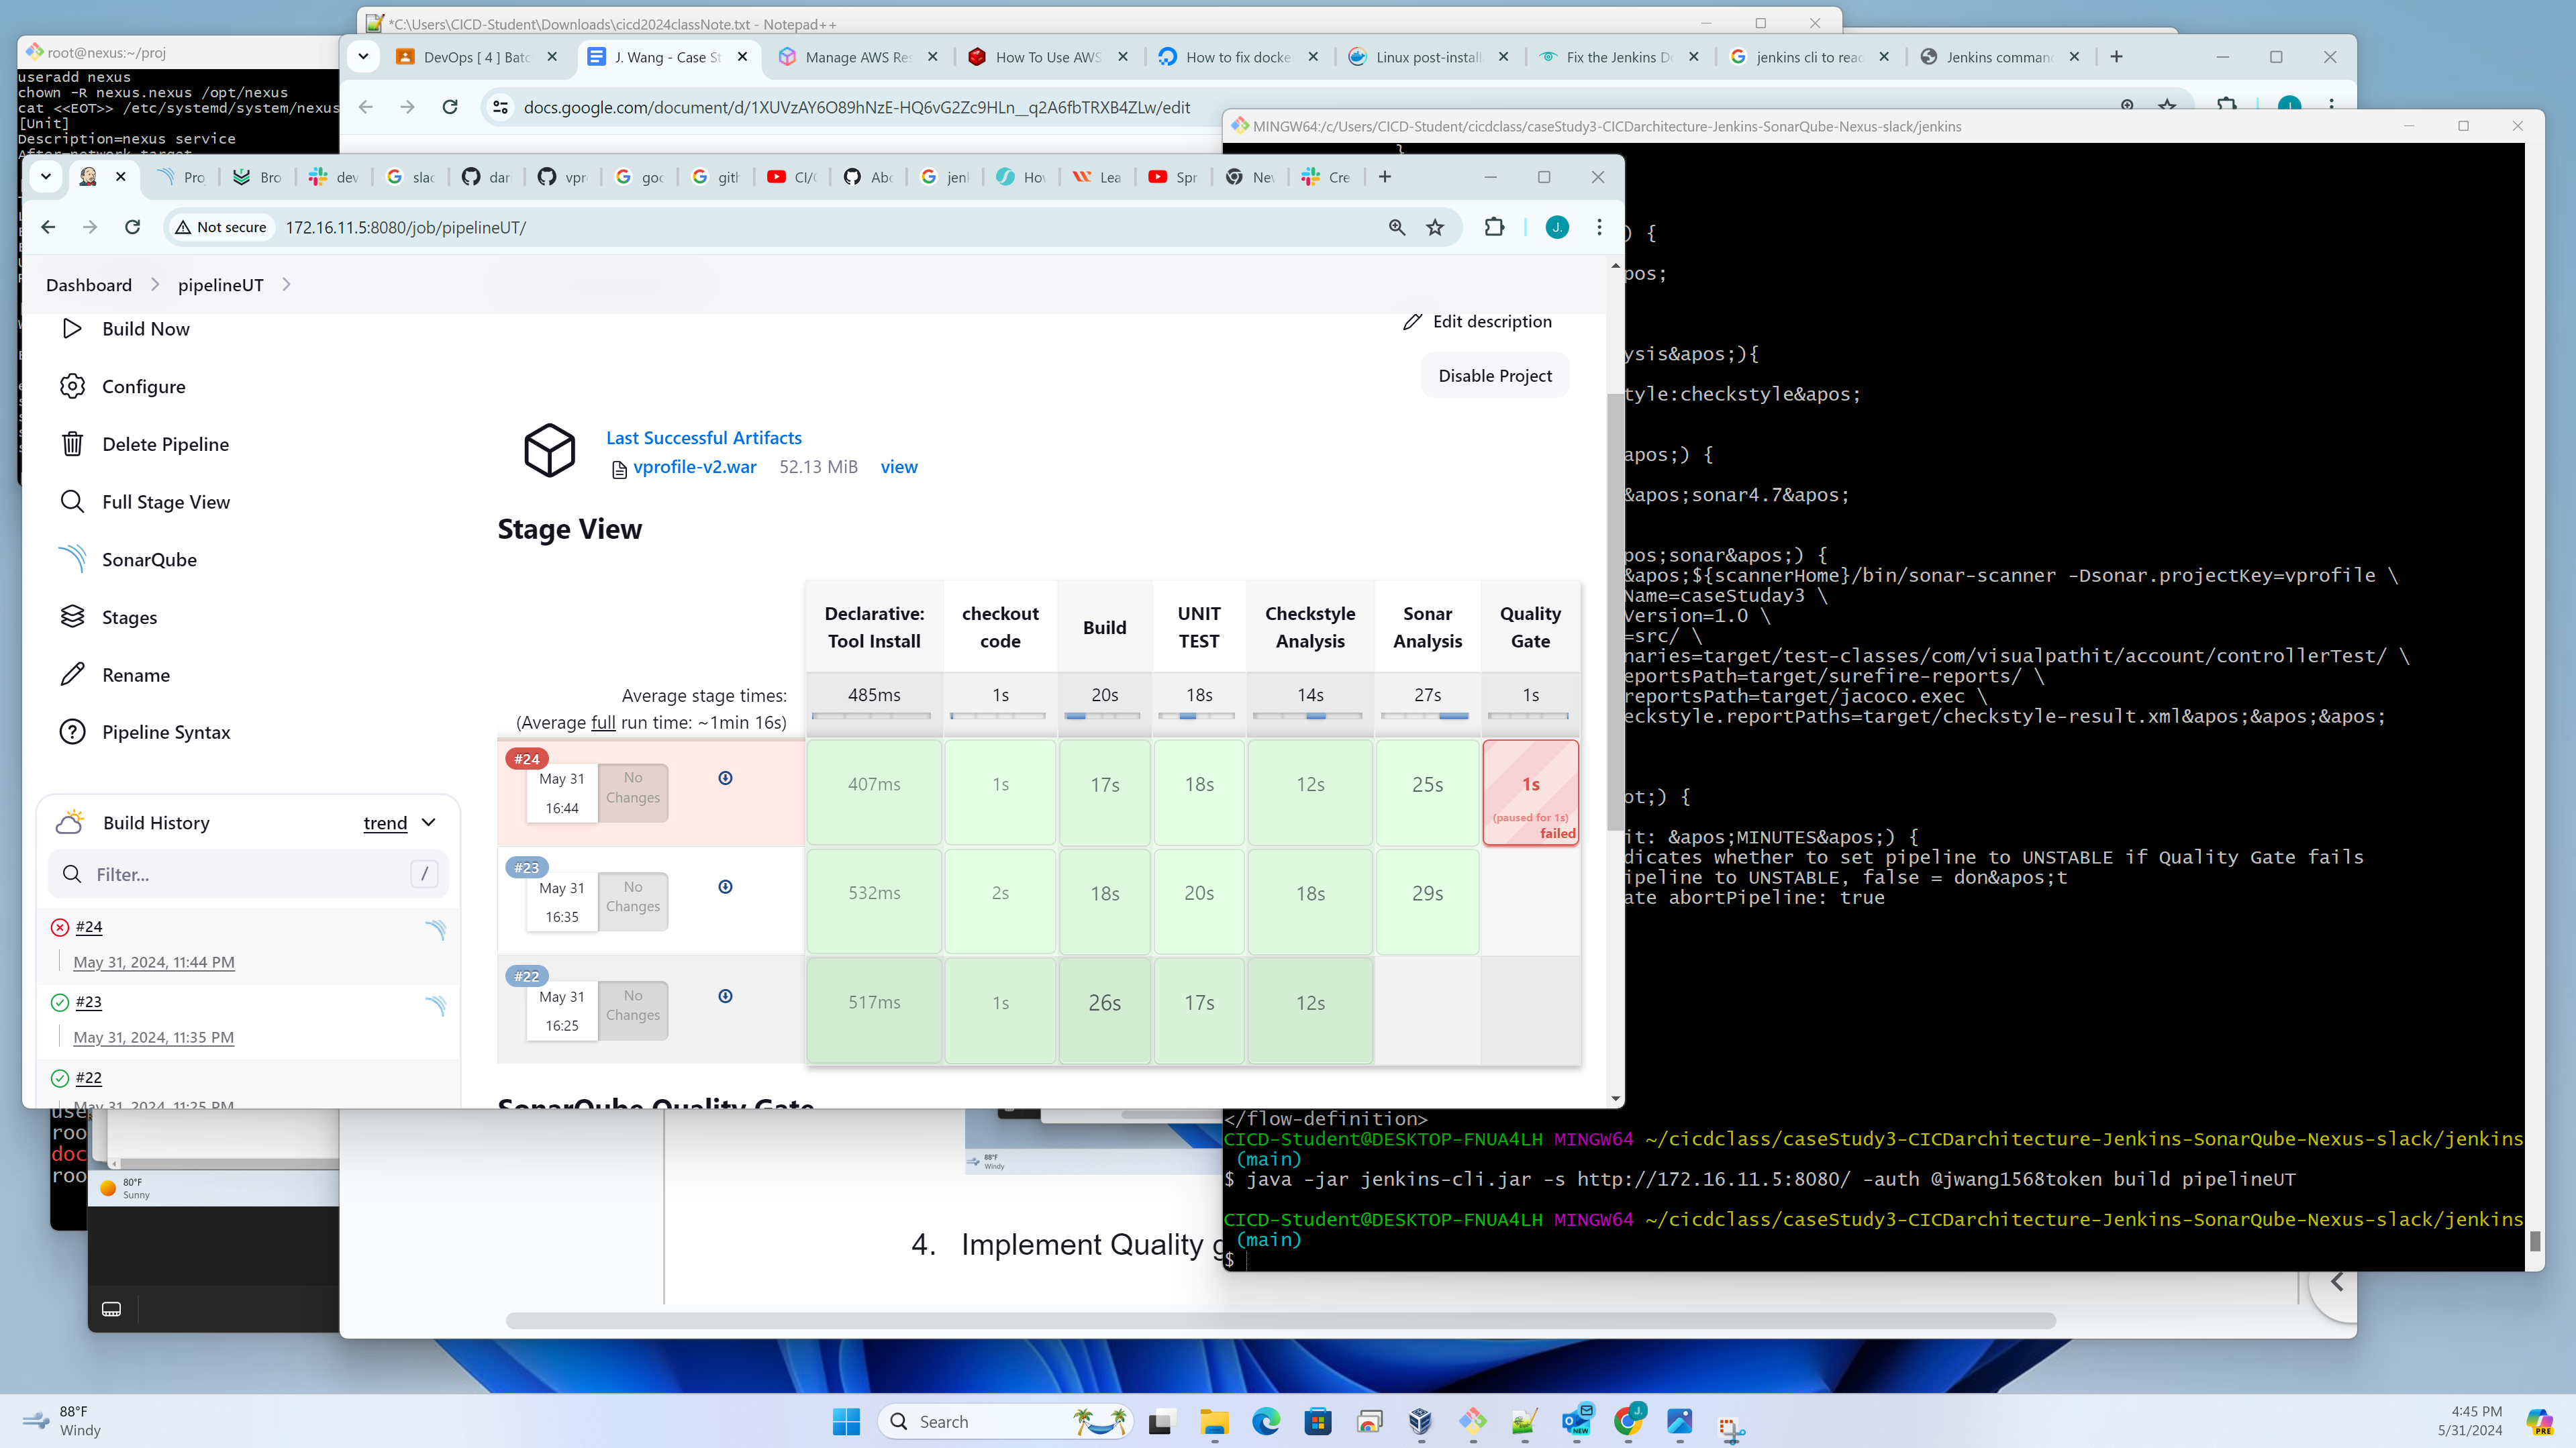 *C:\Users\CICD-Student\Downloads\cicd2024classNote.txt - Notepad++
root@nexus:~/proj
useradd nexus
chown -R nexus.nexus /opt/nexus
cat <<EOT>> /etc/systemd/system/nexus
[Unit]
Description=nexus service
After=network.target
DevOps [ 4 ] Batc
J. Wang - Case St
Manage AWS Res
How To Use AWS
How to fix docke
Linux post-install
Fix the Jenkins Do
jenkins cli to read
Jenkins comman
docs.google.com/document/d/1XUVzAY6O89hNzE-HQ6vG2Zc9HLn__q2A6fbTRXB4ZLw/edit
MINGW64:/c/Users/CICD-Student/cicdclass/caseStudy3-CICDarchitecture-Jenkins-SonarQube-Nexus-slack/jenkins
Pro
Bro
dev
slac
dar
vpr
goo
gith
CI/C
Abo
jenk
Hov
Lea
Spr
Nev
Cre
Not secure
172.16.11.5:8080/job/pipelineUT/
Dashboard
pipelineUT
Build Now
Configure
Delete Pipeline
Full Stage View
SonarQube
Stages
Rename
Pipeline Syntax
Edit description
Disable Project
Last Successful Artifacts
vprofile-v2.war 52.13 MiB view
Stage View
Declarative: Tool Install
checkout code
Build
UNIT TEST
Checkstyle Analysis
Sonar Analysis
Quality Gate
Average stage times:
(Average full run time: ~1min 16s)
485ms 1s 20s 18s 14s 27s 1s
#24
May 31
16:44
No Changes
407ms 1s 17s 18s 12s 25s 1s
(paused for 1s)
failed
#23
May 31
16:35
No Changes
532ms 2s 18s 20s 18s 29s
#22
May 31
16:25
No Changes
517ms 1s 26s 17s 12s
SonarQube Quality Gate
Build History
trend
Filter...
/
#24
May 31, 2024, 11:44 PM
#23
May 31, 2024, 11:35 PM
#22
May 31, 2024, 11:25 PM
}
) {
pos;
ysis&apos;){
tyle:checkstyle&apos;
apos;) {
&apos;sonar4.7&apos;
pos;sonar&apos;) {
&apos;${scannerHome}/bin/sonar-scanner -Dsonar.projectKey=vprofile \
Name=caseStuday3 \
Version=1.0 \
=src/ \
naries=target/test-classes/com/visualpathit/account/controllerTest/ \
eportsPath=target/surefire-reports/ \
reportsPath=target/jacoco.exec \
eckstyle.reportPaths=target/checkstyle-result.xml&apos;&apos;&apos;
ot;) {
it: &apos;MINUTES&apos;) {
dicates whether to set pipeline to UNSTABLE if Quality Gate fails
ipeline to UNSTABLE, false = don&apos;t
ate abortPipeline: true
</flow-definition>
CICD-Student@DESKTOP-FNUA4LH MINGW64 ~/cicdclass/caseStudy3-CICDarchitecture-Jenkins-SonarQube-Nexus-slack/jenkins
(main)
$ java -jar jenkins-cli.jar -s http://172.16.11.5:8080/ -auth @jwang1568token build pipelineUT
CICD-Student@DESKTOP-FNUA4LH MINGW64 ~/cicdclass/caseStudy3-CICDarchitecture-Jenkins-SonarQube-Nexus-slack/jenkins
(main)
$
use
roo
doc
roo
80°F
Sunny
88°F
Windy
4. Implement Quality g
88°F
Windy
Search
NEW
J.
4:45 PM
5/31/2024
PRE